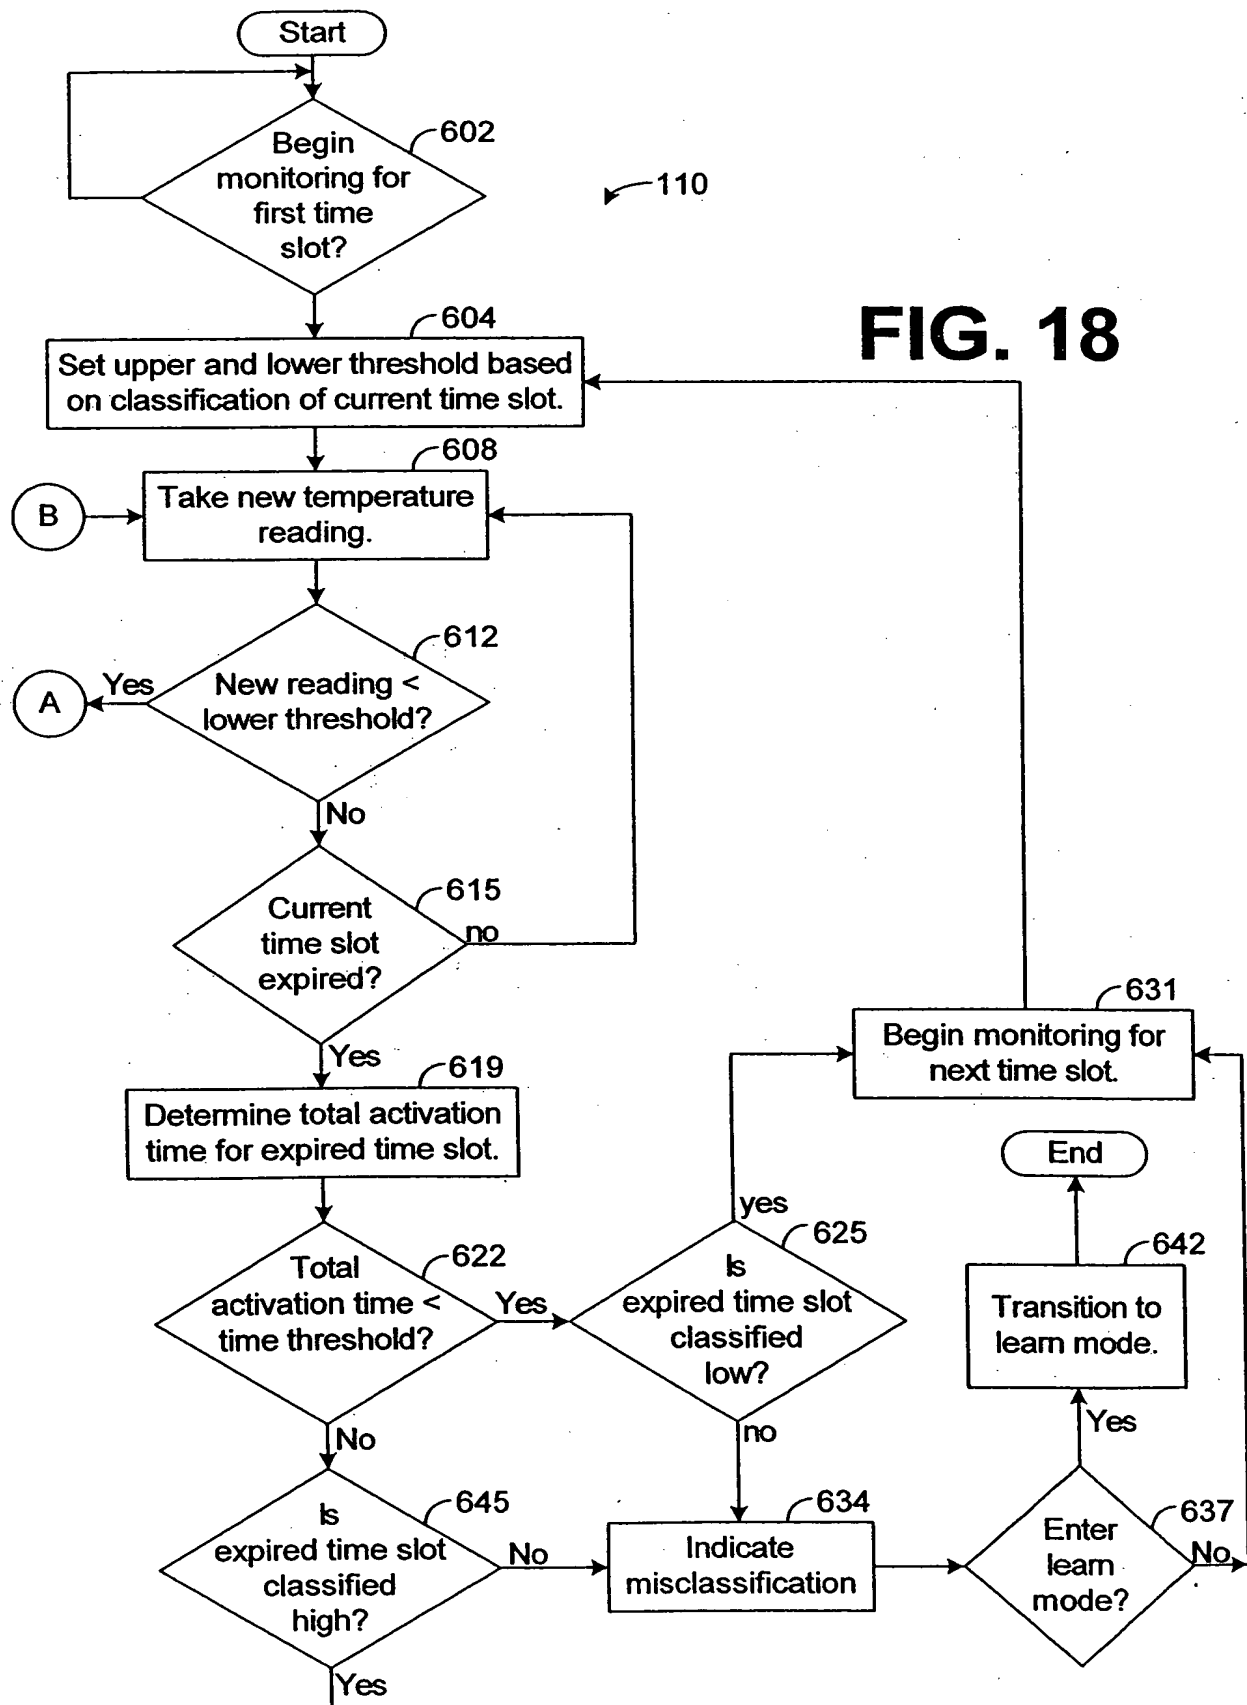 Start
Begin
monitoring for
first time
slot?
602
110
FIG. 18
604
Set upper and lower threshold based
on classification of current time slot.
608
B
Take new temperature
reading.
612
A
Yes
New reading <
lower threshold?
No
615
Current
time slot
expired?
no
Yes
631
Begin monitoring for
next time slot.
619
Determine total activation
time for expired time slot.
End
yes
622
Total
activation time <
time threshold?
Yes
625
Is
expired time slot
classified
low?
642
Transition to
learn mode.
No
no
Yes
645
Is
expired time slot
classified
high?
No
634
Indicate
misclassification
637
Enter
learn
mode?
No
Yes